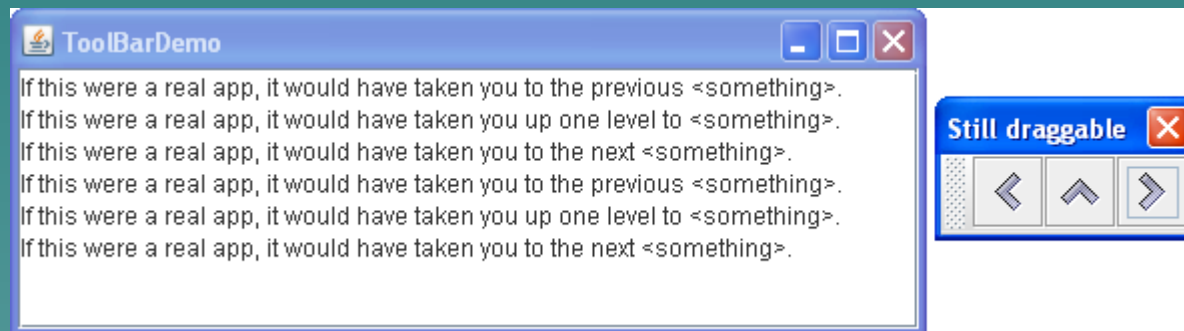 ToolBarDemo
If this were a real app, it would have taken you to the previous <something>.
If this were a real app, it would have taken you up one level to <something>.
If this were a real app, it would have taken you to the next <something>.
If this were a real app, it would have taken you to the previous <something>.
If this were a real app, it would have taken you up one level to <something>.
If this were a real app, it would have taken you to the next <something>.
Still draggable